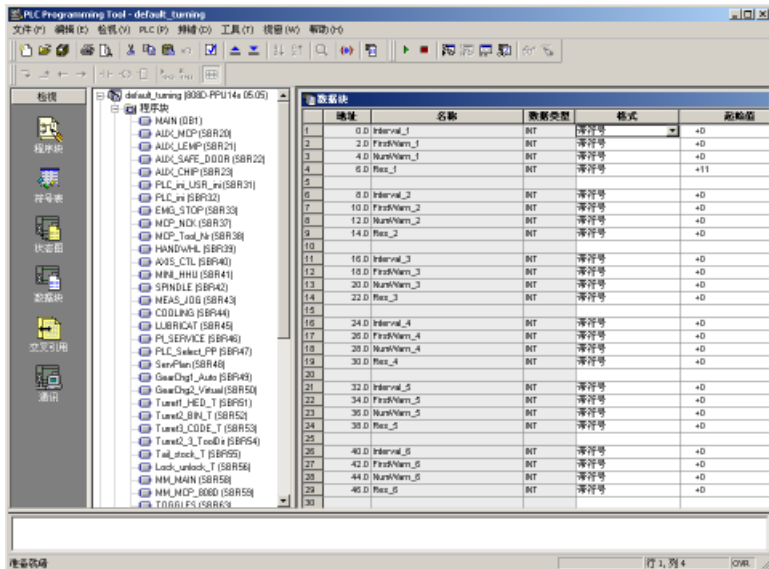 PLC Programming Tool - default_turning
文件(F) 编辑(E) 检视(V) PLC(P) 排错(D) 工具(T) 视窗(W) 帮助(H)
检视
程序块
符号表
状态图
数据块
交叉引用
通讯
default_turning (808D-PPU14x 05.05)
程序块
MAIN (OB1)
AUX_MCP (SBR20)
AUX_LEMP (SBR21)
AUX_SAFE_DOOR (SBR22)
AUX_CHIP (SBR23)
PLC_ini_USR_ini (SBR31)
PLC_ini (SBR32)
EMG_STOP (SBR33)
MCP_NCK (SBR37)
MCP_Tool_Nr (SBR38)
HANDWHL (SBR39)
AXIS_CTL (SBR40)
MINI_HHU (SBR41)
SPINDLE (SBR42)
MEAS_JOG (SBR43)
COOLING (SBR44)
LUBRICAT (SBR45)
PI_SERVICE (SBR46)
PLC_Select_PP (SBR47)
ServPlan (SBR48)
GearChg1_Auto (SBR49)
GearChg2_Virtual (SBR50)
Turret1_HED_T (SBR51)
Turret2_BIN_T (SBR52)
Turret3_CODE_T (SBR53)
Turret2_3_ToolDir (SBR54)
Tail_stock_T (SBR55)
Lock_unlock_T (SBR56)
MM_MAIN (SBR58)
MM_MCP_808D (SBR59)
TOGGLES (SBR63)
数据块
地址 名称 数据类型 格式 起始值
1 0.0 Interval_1 INT 带符号 +0
2 2.0 FirstWarn_1 INT 带符号 +0
3 4.0 NumWarn_1 INT 带符号 +0
4 6.0 Res_1 INT 带符号 +11
5
6 8.0 Interval_2 INT 带符号 +0
7 10.0 FirstWarn_2 INT 带符号 +0
8 12.0 NumWarn_2 INT 带符号 +0
9 14.0 Res_2 INT 带符号 +0
10
11 16.0 Interval_3 INT 带符号 +0
12 18.0 FirstWarn_3 INT 带符号 +0
13 20.0 NumWarn_3 INT 带符号 +0
14 22.0 Res_3 INT 带符号 +0
15
16 24.0 Interval_4 INT 带符号 +0
17 26.0 FirstWarn_4 INT 带符号 +0
18 28.0 NumWarn_4 INT 带符号 +0
19 30.0 Res_4 INT 带符号 +0
20
21 32.0 Interval_5 INT 带符号 +0
22 34.0 FirstWarn_5 INT 带符号 +0
23 36.0 NumWarn_5 INT 带符号 +0
24 38.0 Res_5 INT 带符号 +0
25
26 40.0 Interval_6 INT 带符号 +0
27 42.0 FirstWarn_6 INT 带符号 +0
28 44.0 NumWarn_6 INT 带符号 +0
29 46.0 Res_6 INT 带符号 +0
30
准备就绪 行 1, 列 4 OVR